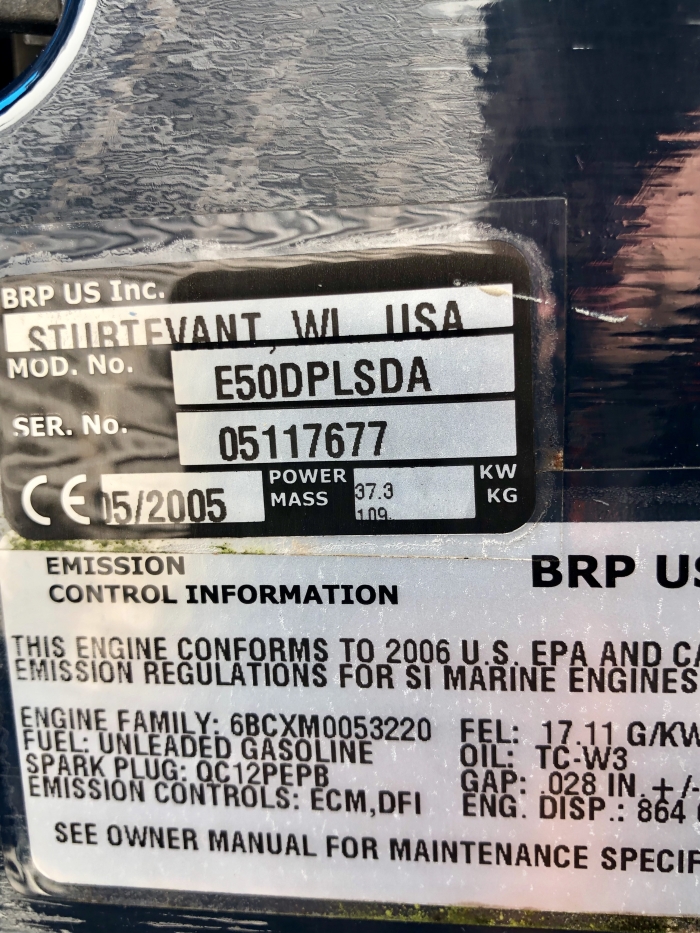 BRP US Inc.
STURTEVANT, WI, USA
MOD. No. E50DPLSDA
SER. No. 05117677
CE 05/2005 POWER 37.3 KW
MASS 109 KG
EMISSION
CONTROL INFORMATION
BRP US
THIS ENGINE CONFORMS TO 2006 U.S. EPA AND CA
EMISSION REGULATIONS FOR SI MARINE ENGINES
ENGINE FAMILY: 6BCXM0053220 FEL: 17.11 G/KW
FUEL: UNLEADED GASOLINE OIL: TC-W3
SPARK PLUG: QC12PEPB GAP: .028 IN. +/-
EMISSION CONTROLS: ECM,DFI ENG. DISP.: 864
SEE OWNER MANUAL FOR MAINTENANCE SPECIF